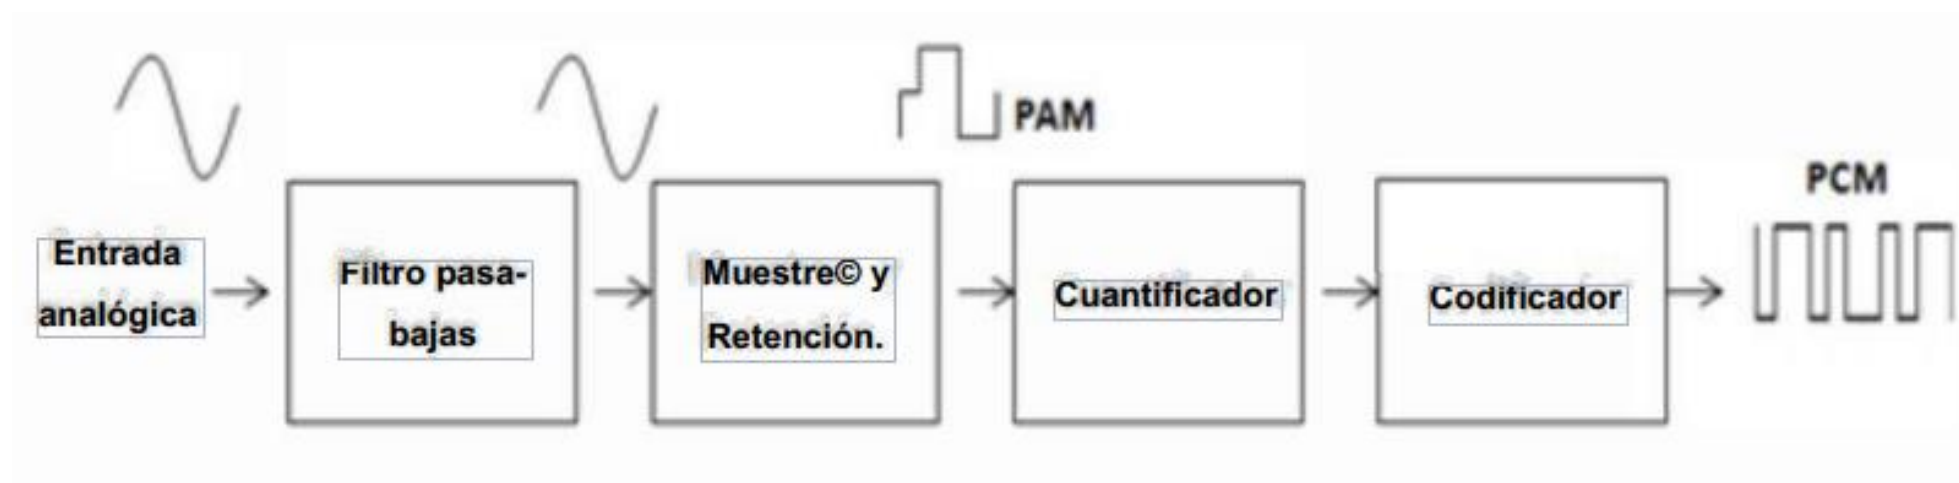 PAM
PCM
Entrada
analógica
Filtro pasa-
bajas
Muestre© y
Retención.
Cuantificador
Codificador